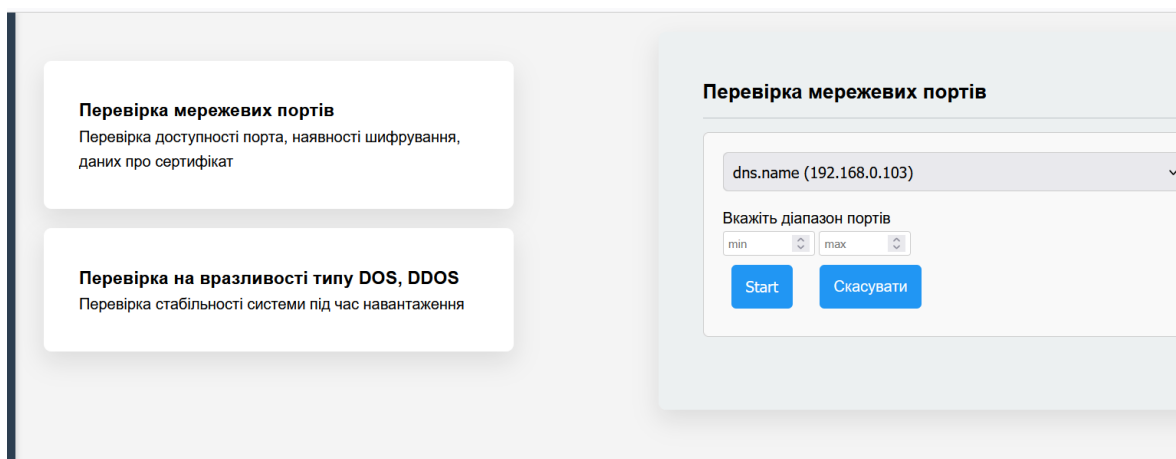 Перевірка мережевих портів
Перевірка доступності порта, наявності шифрування,
даних про сертифікат
Перевірка на вразливості типу DOS, DDOS
Перевірка стабільності системи під час навантаження
Перевірка мережевих портів
dns.name (192.168.0.103)
Вкажіть діапазон портів
min max
Start Скасувати